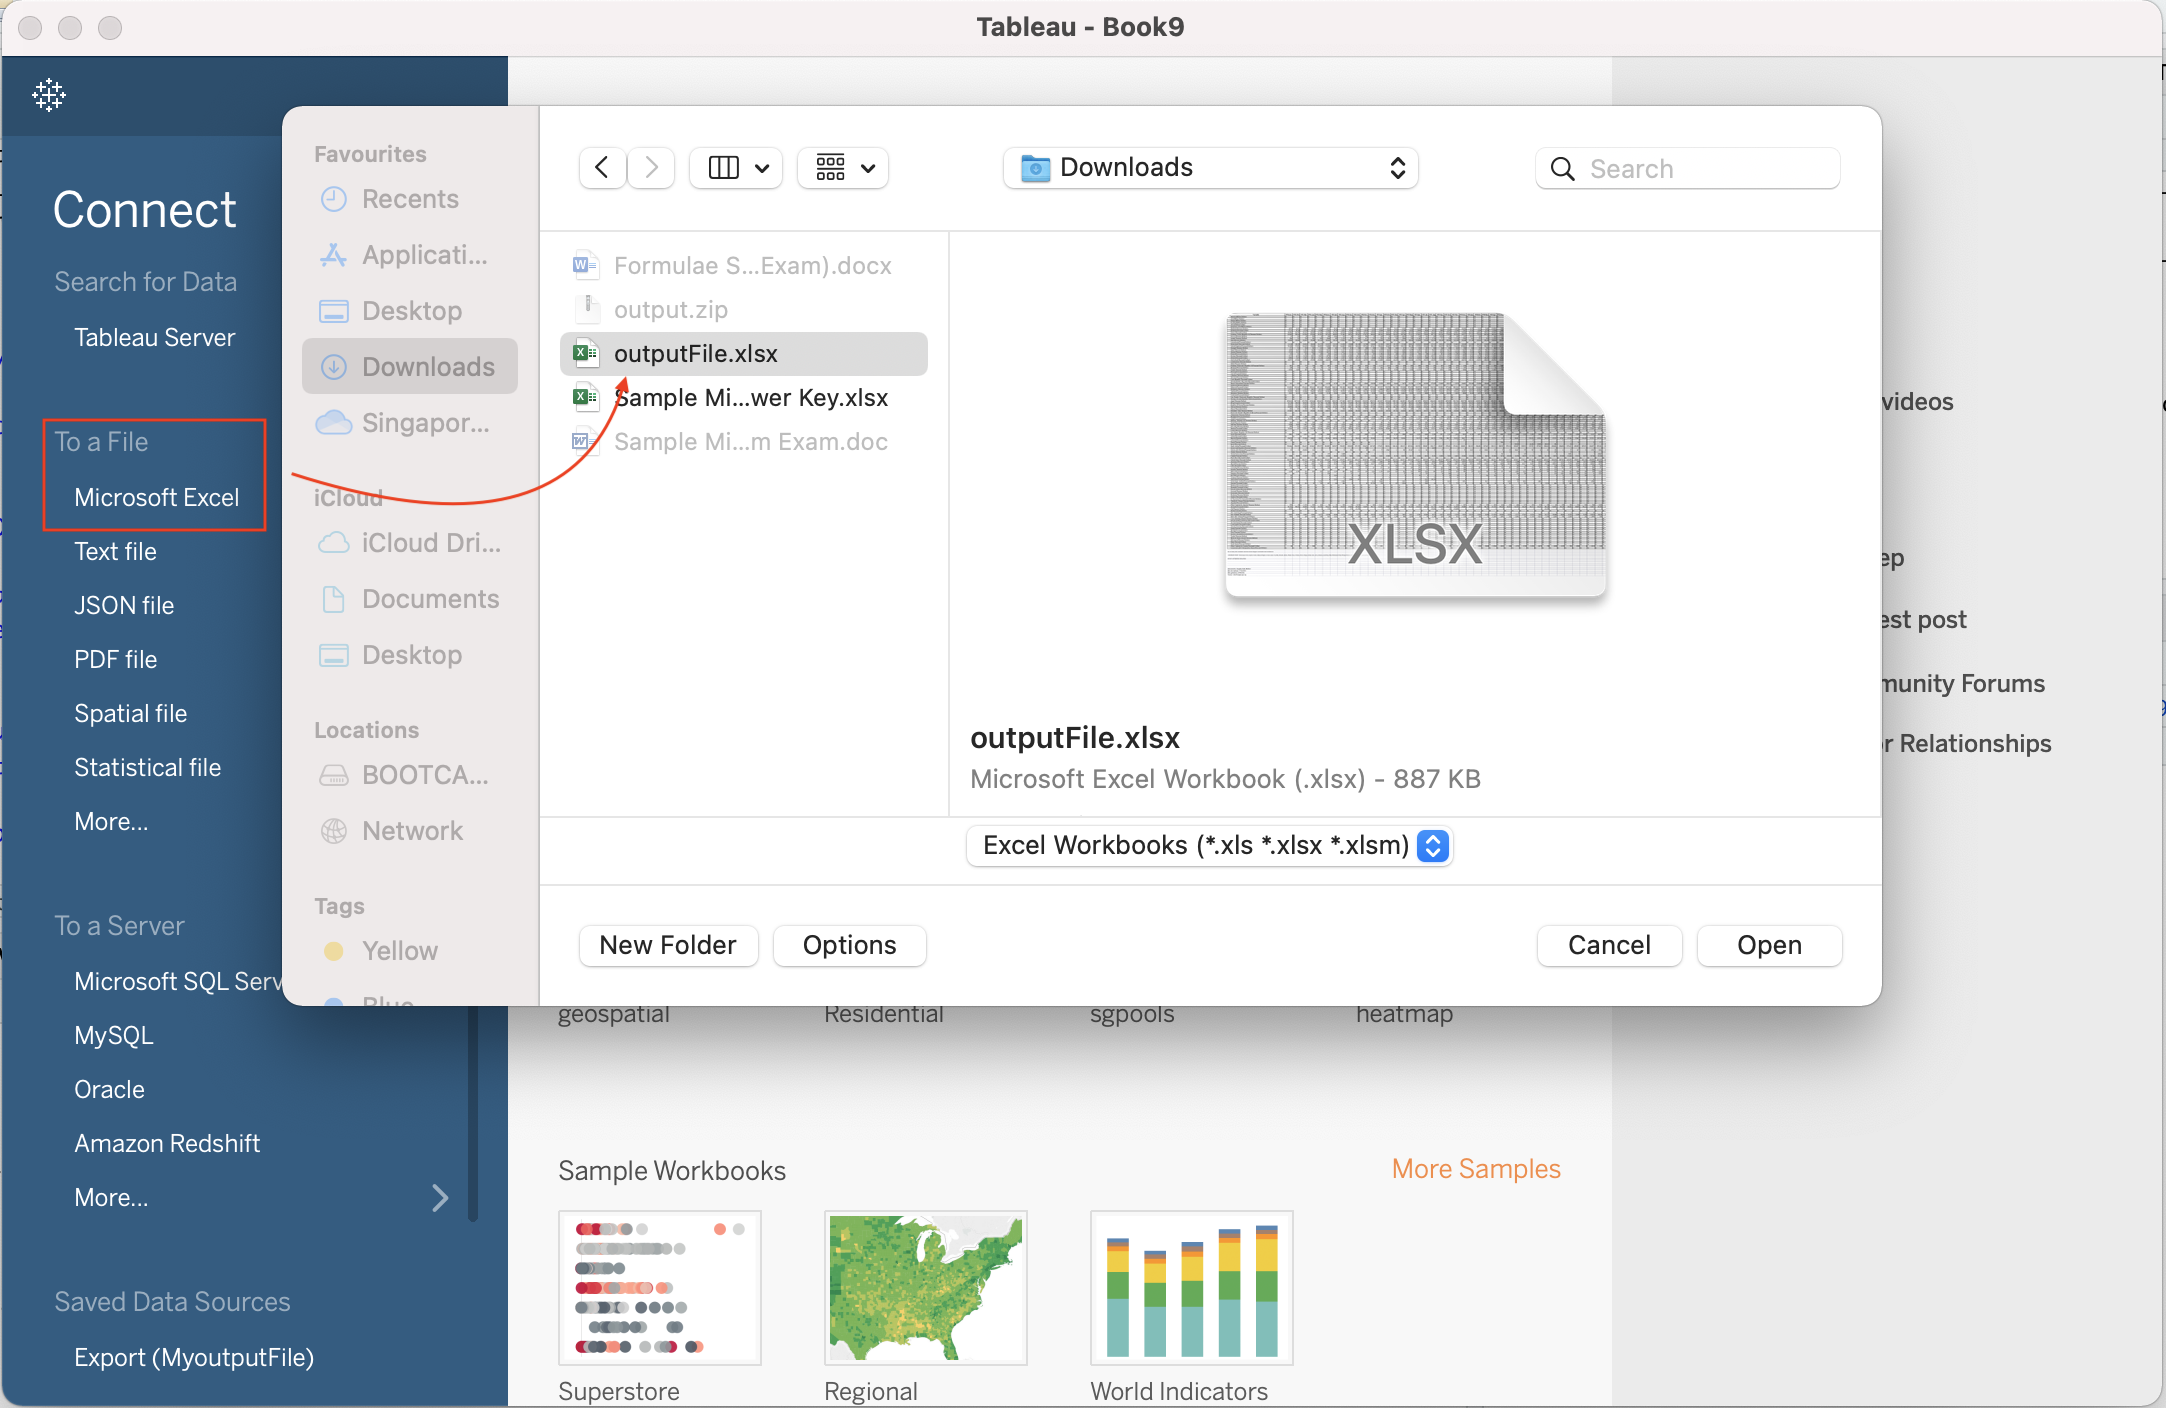 Tableau - Book9
Connect
Search for Data
Tableau Server
To a File
Microsoft Excel
Text file
JSON file
PDF file
Spatial file
Statistical file
More...
To a Server
Microsoft SQL Serv
MySQL
Oracle
Amazon Redshift
More...
Saved Data Sources
Export (MyoutputFile)
Favourites
Recents
Applicati...
Desktop
Downloads
Singapor...
iCloud
iCloud Dri...
Documents
Desktop
Locations
BOOTCA...
Network
Tags
Yellow
Blue
Downloads
Search
Formulae S...Exam).docx
output.zip
outputFile.xlsx
Sample Mi...wer Key.xlsx
Sample Mi...m Exam.doc
XLSX
outputFile.xlsx
Microsoft Excel Workbook (.xlsx) - 887 KB
Excel Workbooks (*.xls *.xlsx *.xlsm)
New Folder
Options
Cancel
Open
geospatial
Residential
sgpools
heatmap
Sample Workbooks
More Samples
Superstore
Regional
World Indicators
videos
ep
est post
munity Forums
r Relationships